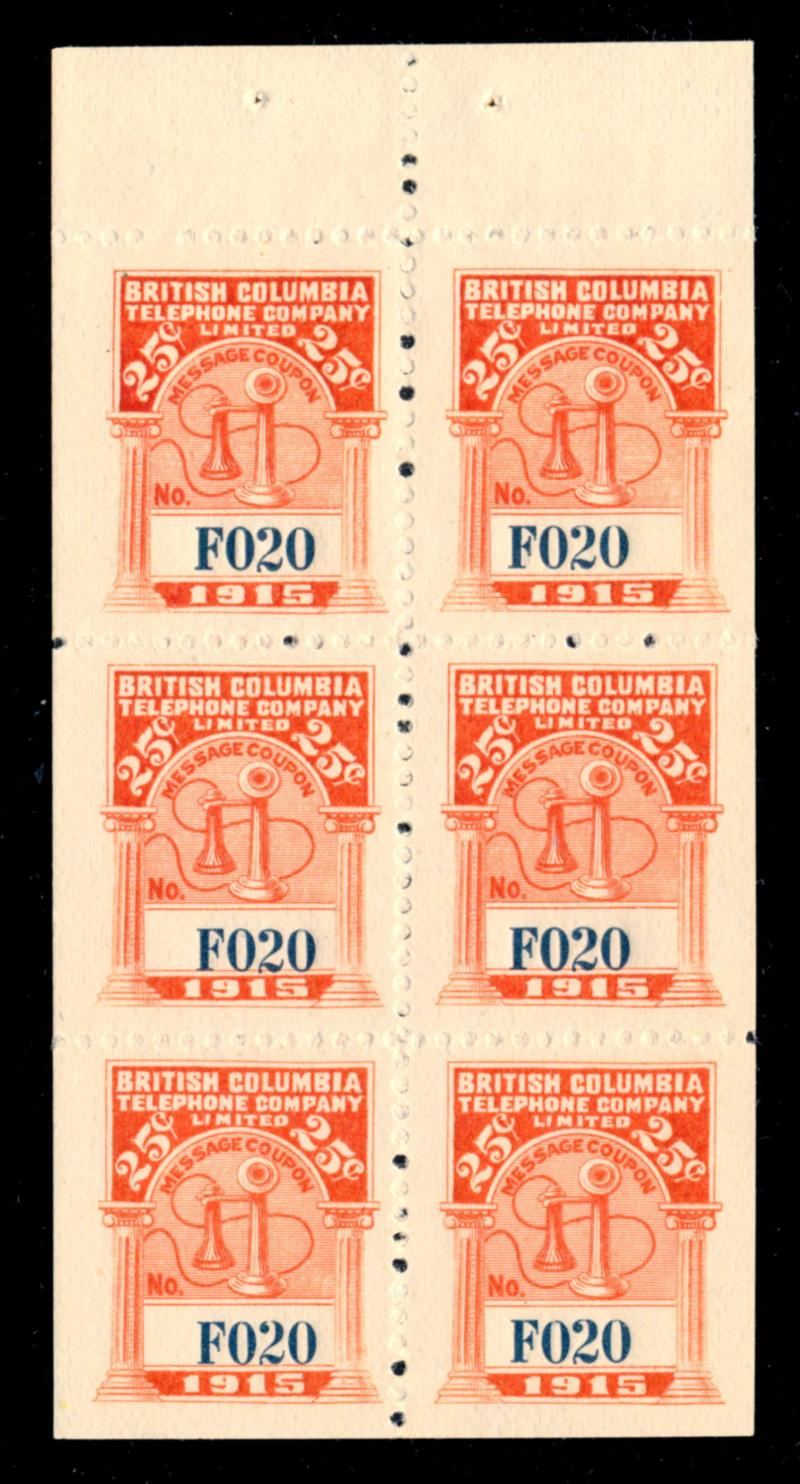 BRITISH COLUMBIA
TELEPHONE COMPANY
LIMITED
25¢ 25¢
MESSAGE COUPON
No.
F020
1915
BRITISH COLUMBIA
TELEPHONE COMPANY
LIMITED
25¢ 25¢
MESSAGE COUPON
No.
F020
1915
BRITISH COLUMBIA
TELEPHONE COMPANY
LIMITED
25¢ 25¢
MESSAGE COUPON
No.
F020
1915
BRITISH COLUMBIA
TELEPHONE COMPANY
LIMITED
25¢ 25¢
MESSAGE COUPON
No.
F020
1915
BRITISH COLUMBIA
TELEPHONE COMPANY
LIMITED
25¢ 25¢
MESSAGE COUPON
No.
F020
1915
BRITISH COLUMBIA
TELEPHONE COMPANY
LIMITED
25¢ 25¢
MESSAGE COUPON
No.
F020
1915